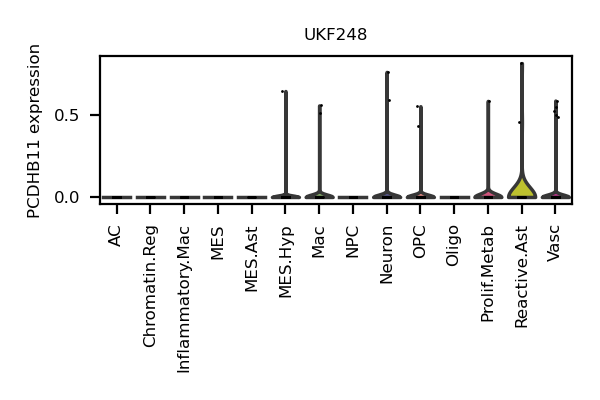 UKF248
PCDHB11 expression
0.5
0.0
AC
Chromatin.Reg
Inflammatory.Mac
MES
MES.Ast
MES.Hyp
Mac
NPC
Neuron
OPC
Oligo
Prolif.Metab
Reactive.Ast
Vasc